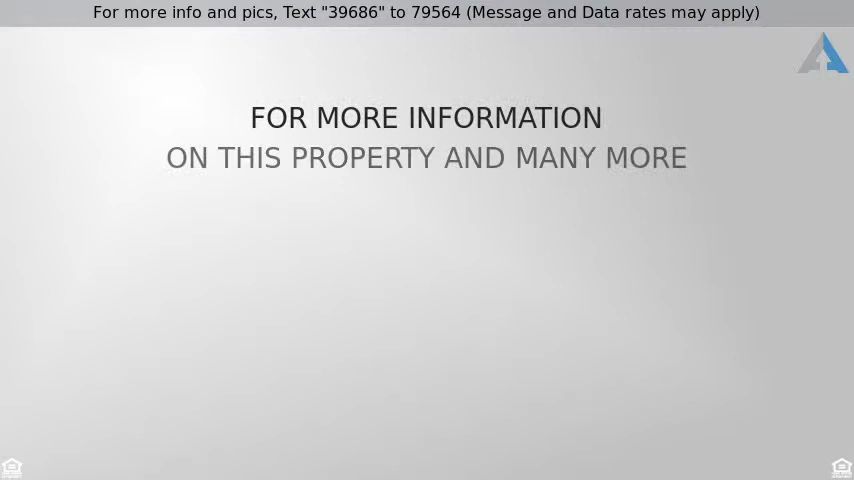 For more info and pics, Text "39686" to 79564 (Message and Data rates may apply)
FOR MORE INFORMATION
ON THIS PROPERTY AND MANY MORE